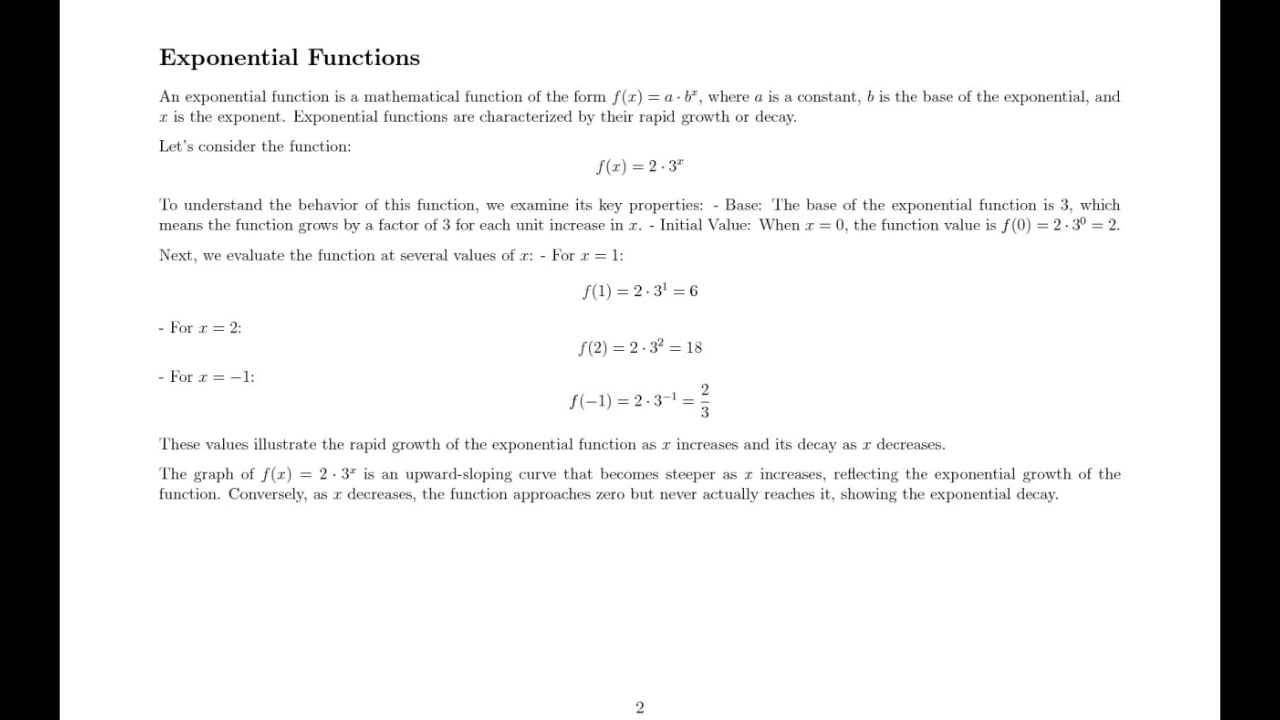 Exponential Functions
An exponential function is a mathematical function of the form f(x) = a · bˣ, where a is a constant, b is the base of the exponential, and
x is the exponent. Exponential functions are characterized by their rapid growth or decay.
Let's consider the function:
f(x) = 2 · 3ˣ
To understand the behavior of this function, we examine its key properties: - Base: The base of the exponential function is 3, which
means the function grows by a factor of 3 for each unit increase in x. - Initial Value: When x = 0, the function value is f(0) = 2 · 3⁰ = 2.
Next, we evaluate the function at several values of x: - For x = 1:
f(1) = 2 · 3¹ = 6
- For x = 2:
f(2) = 2 · 3² = 18
- For x = −1:
f(−1) = 2 · 3⁻¹ = 2/3
These values illustrate the rapid growth of the exponential function as x increases and its decay as x decreases.
The graph of f(x) = 2 · 3ˣ is an upward-sloping curve that becomes steeper as x increases, reflecting the exponential growth of the
function. Conversely, as x decreases, the function approaches zero but never actually reaches it, showing the exponential decay.
2